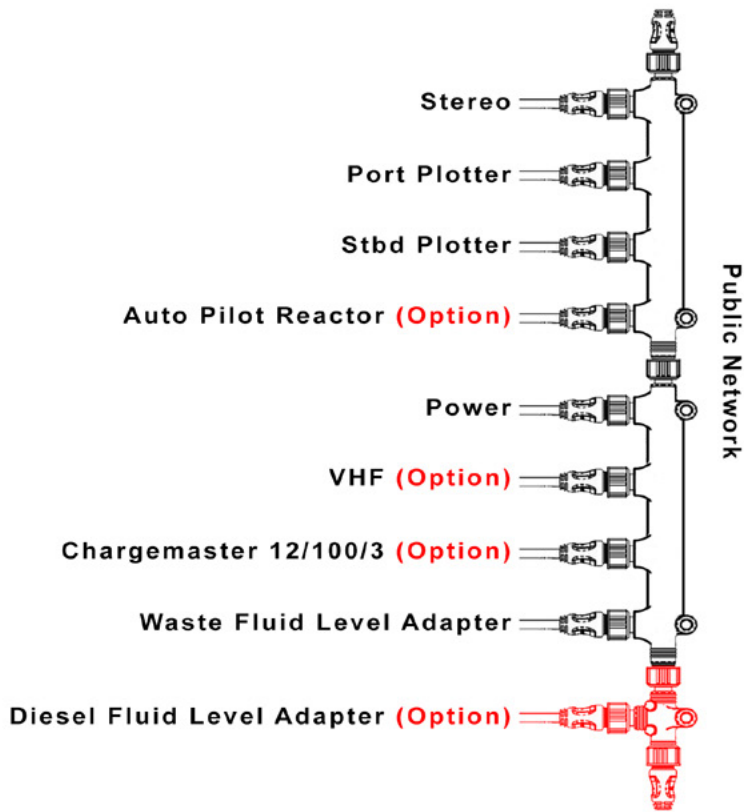 Stereo
Port Plotter
Stbd Plotter
Auto Pilot Reactor (Option)
Power
VHF (Option)
Chargemaster 12/100/3 (Option)
Waste Fluid Level Adapter
Diesel Fluid Level Adapter (Option)
Public Network